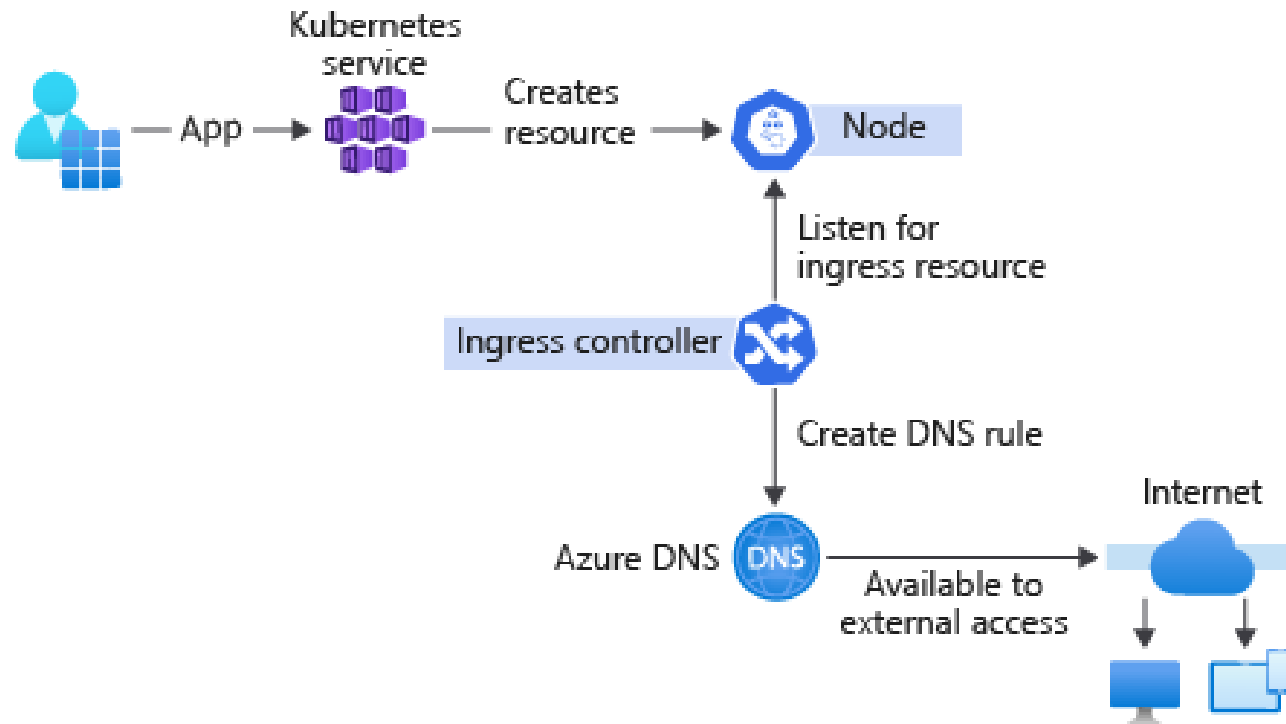 Kubernetes
service
App
Creates
resource
Node
Listen for
ingress resource
Ingress controller
Create DNS rule
Internet
Azure DNS
DNS
Available to
external access